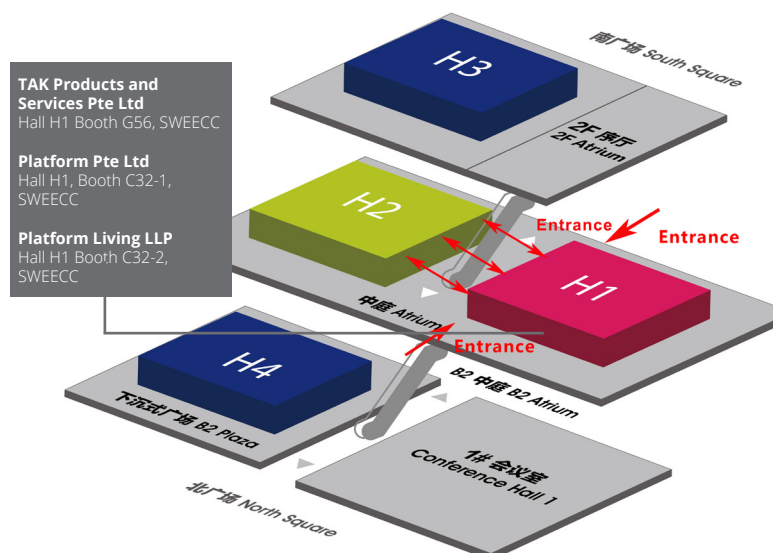 南广场 South Square
H3
2F 序厅
2F Atrium
TAK Products and
Services Pte Ltd
Hall H1 Booth G56, SWEECC
Platform Pte Ltd
Hall H1, Booth C32-1,
SWEECC
Platform Living LLP
Hall H1 Booth C32-2,
SWEECC
H2
Entrance
Entrance
H1
中庭 Atrium
Entrance
H4
B2 中庭 B2 Atrium
下沉式广场 B2 Plaza
1# 会议室
Conference Hall 1
北广场 North Square